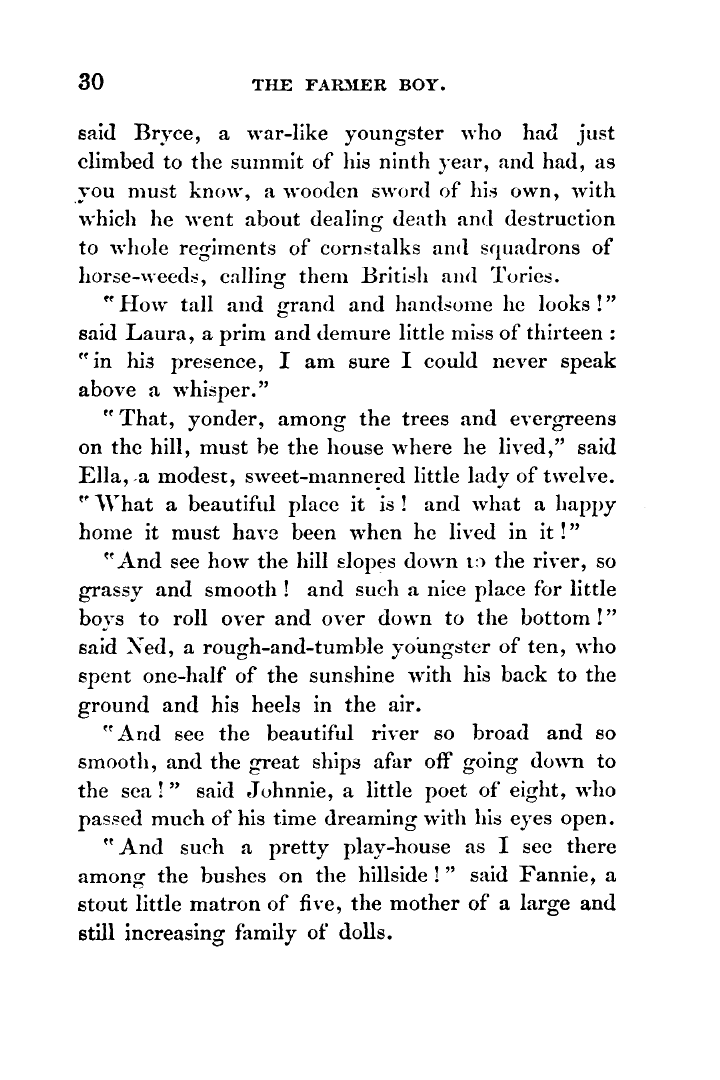 30 THE FARMER BOY.
said Bryce, a war-like youngster who had just
climbed to the summit of his ninth year, and had, as
you must know, a wooden sword of his own, with
which he went about dealing death and destruction
to whole regiments of cornstalks and squadrons of
horse-weeds, calling them British and Tories.
"How tall and grand and handsome he looks!"
said Laura, a prim and demure little miss of thirteen:
"in his presence, I am sure I could never speak
above a whisper."
"That, yonder, among the trees and evergreens
on the hill, must be the house where he lived," said
Ella, a modest, sweet-mannered little lady of twelve.
"What a beautiful place it is! and what a happy
home it must have been when he lived in it!"
"And see how the hill slopes down to the river, so
grassy and smooth! and such a nice place for little
boys to roll over and over down to the bottom!"
said Ned, a rough-and-tumble youngster of ten, who
spent one-half of the sunshine with his back to the
ground and his heels in the air.
"And see the beautiful river so broad and so
smooth, and the great ships afar off going down to
the sea!" said Johnnie, a little poet of eight, who
passed much of his time dreaming with his eyes open.
"And such a pretty play-house as I see there
among the bushes on the hillside!" said Fannie, a
stout little matron of five, the mother of a large and
still increasing family of dolls.